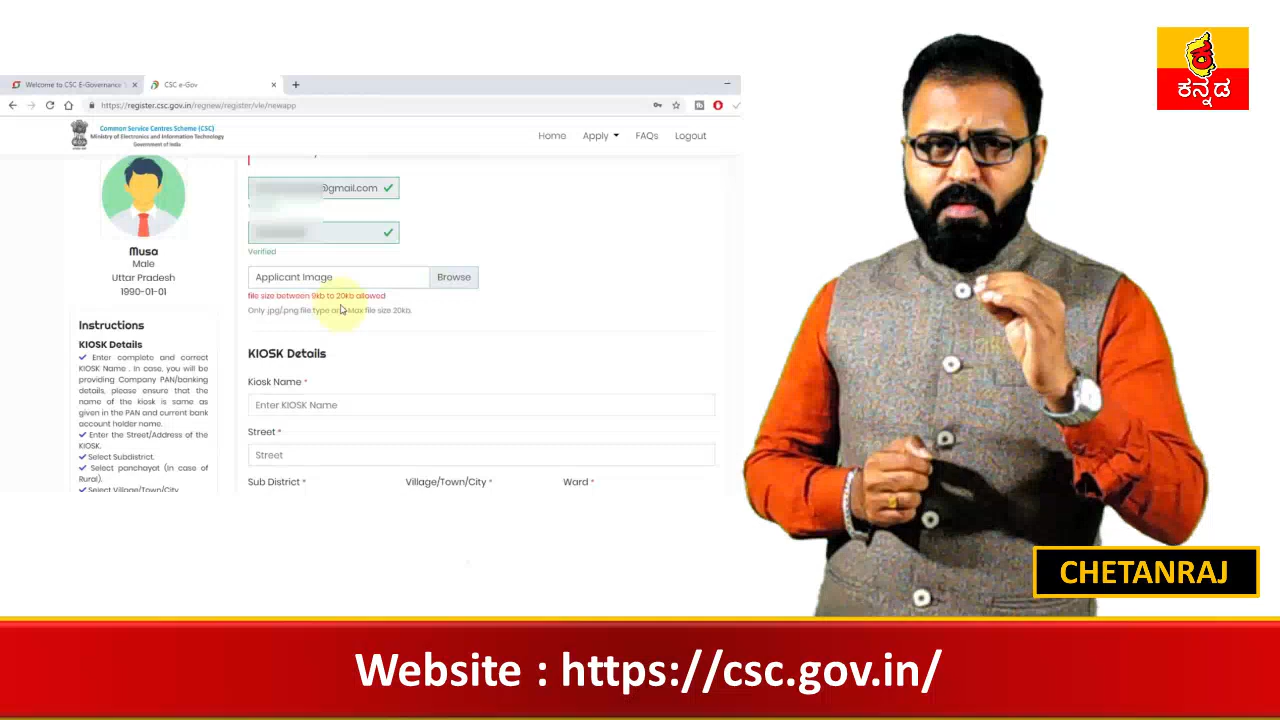 ಕನ್ನಡ
Welcome to CSC E-Governance
CSC e-Gov
https://register.csc.gov.in/regnew/register/vle/newapp
Common Service Centres Scheme (CSC)
Ministry of Electronics and Information Technology
Government of India
Home Apply FAQs Logout
@gmail.com
Verified
Musa
Male
Uttar Pradesh
1990-01-01
Applicant Image Browse
file size between 9kb to 20kb allowed
Only .jpg/.png file type and Max file size 20kb.
Instructions
KIOSK Details
Enter complete and correct
KIOSK Name . In case, you will be
providing Company PAN/banking
details, please ensure that the
name of the kiosk is same as
given in the PAN and current bank
account holder name.
Enter the Street/Address of the
KIOSK.
Select Subdistrict.
Select panchayat (in case of
Rural).
Select Village/Town/City
KIOSK Details
Kiosk Name *
Enter KIOSK Name
Street *
Street
Sub District * Village/Town/City * Ward *
CHETANRAJ
Website : https://csc.gov.in/